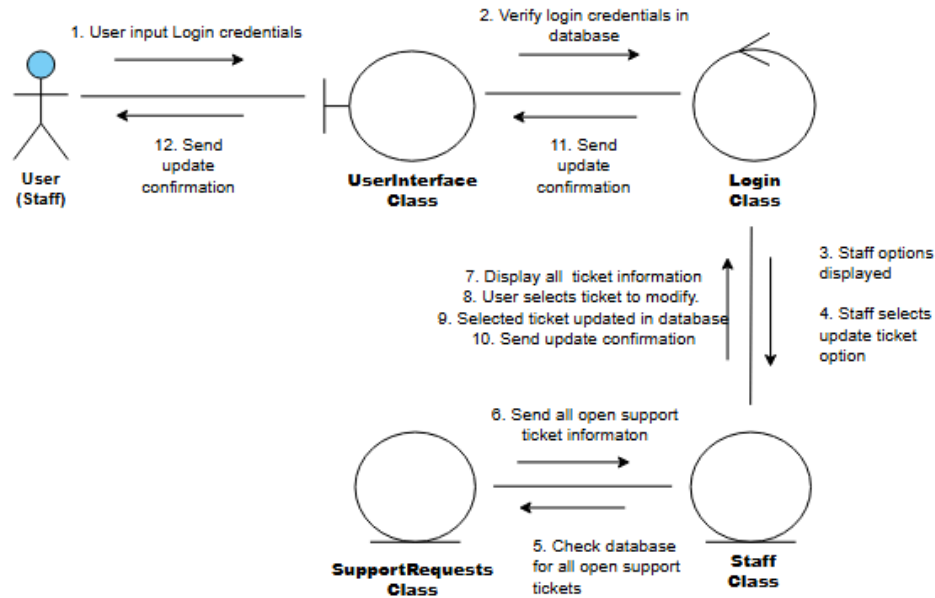 1. User input Login credentials
2. Verify login credentials in
database
12. Send
update
confirmation
11. Send
update
confirmation
User
(Staff)
UserInterface
Class
Login
Class
3. Staff options
displayed
4. Staff selects
update ticket
option
7. Display all ticket information
8. User selects ticket to modify.
9. Selected ticket updated in database
10. Send update confirmation
6. Send all open support
ticket informaton
5. Check database
for all open support
tickets
SupportRequests
Class
Staff
Class